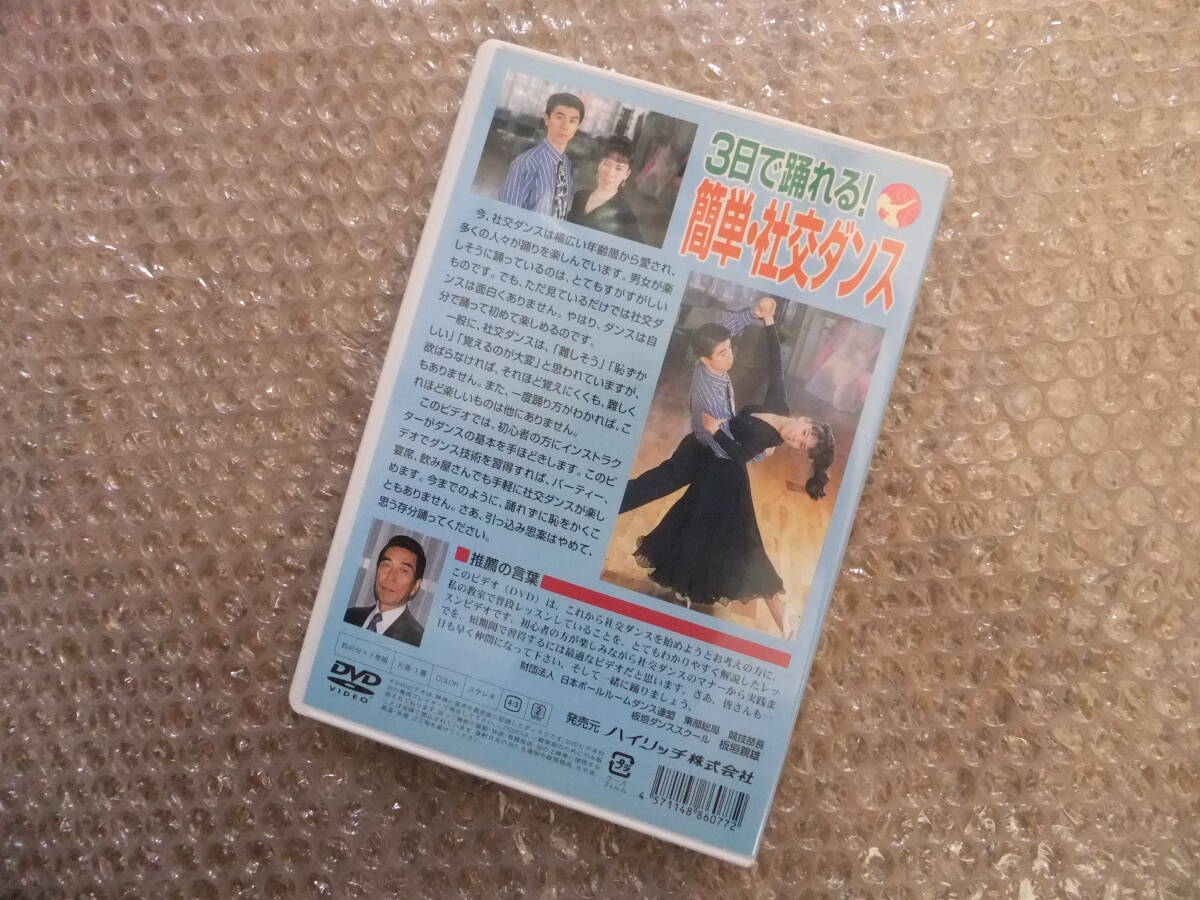 3日で踊れる!
簡単・社交ダンス
今、社交ダンスは幅広い年齢層から愛され、
多くの人々が踊りを楽しんでいます。男女が楽
しそうに踊っているのは、とてもすがすがしい
ものです。でも、ただ見ているだけでは社交ダ
ンスは面白くありません。やはり、ダンスは自
分で踊って初めて楽しめるのです。
一般に、社交ダンスは、「難しそう」「恥ずか
しい」「覚えるのが大変」と思われていますが、
欲ばらなければ、それほど覚えにくくも、難しく
もありません。また、一度踊り方がわかれば、こ
れほど楽しいものは他にありません。
このビデオでは、初心者の方にインストラク
ターがダンスの基本を手ほどきします。このビ
デオでダンス技術を習得すれば、パーティー、
宴席、飲み屋さんでも手軽に社交ダンスが楽し
めます。今までのように、踊れずに恥をかくこ
ともありません。さあ、引っ込み思案はやめて、
思う存分踊ってください。
推薦の言葉
このビデオ(DVD)は、これから社交ダンスを始めようとお考えの方に、
私の教室で普段レッスンしていることを、とてもわかりやすく解説したレッ
スンビデオです。初心者の方が楽しみながら社交ダンスのマナーから実践ま
でを、短期間で習得するには最適なビデオだと思います。さあ、皆さんも…
日も早く仲間になって下さい。そして一緒に踊りましょう。
財団法人 日本ボールルームダンス連盟 東部総局 競技部長
板垣ダンススクール 板垣親雄
DVD
VIDEO
片面・1層
COLOR
ステレオ
4:3
2
発売元 ハイリッチ株式会社
プラ
ケース
フィルム
4 571148 860772